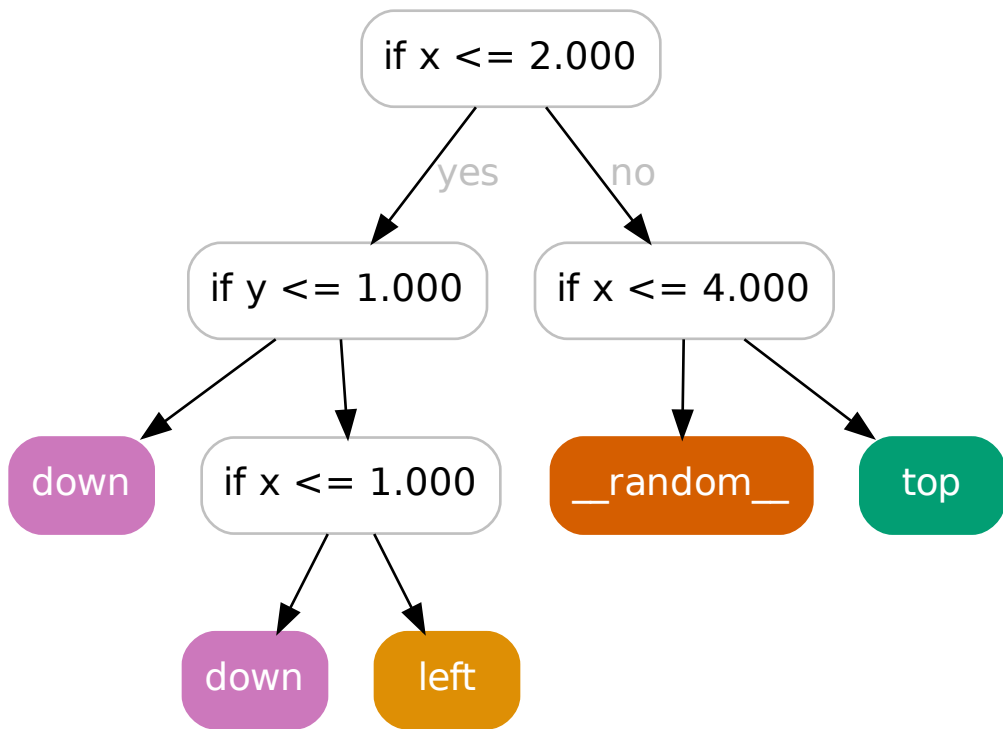 if x <= 2.000
yes
no
if y <= 1.000
if x <= 4.000
down
if x <= 1.000
__random__
top
down
left